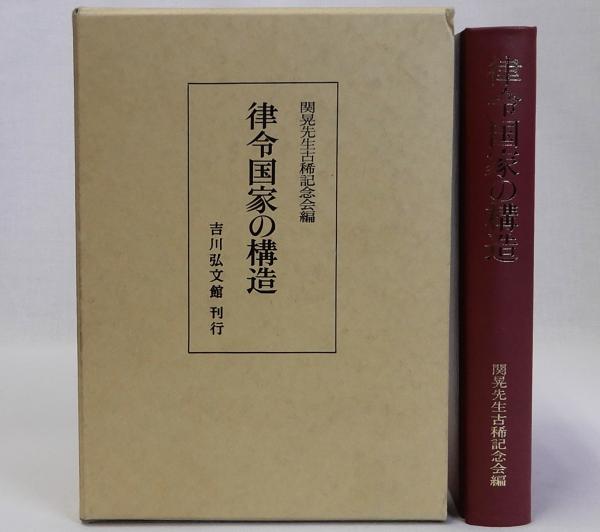 関晃先生古稀記念会編
律令国家の構造
吉川弘文館 刊行
律令国家の構造
関晃先生古稀記念会編